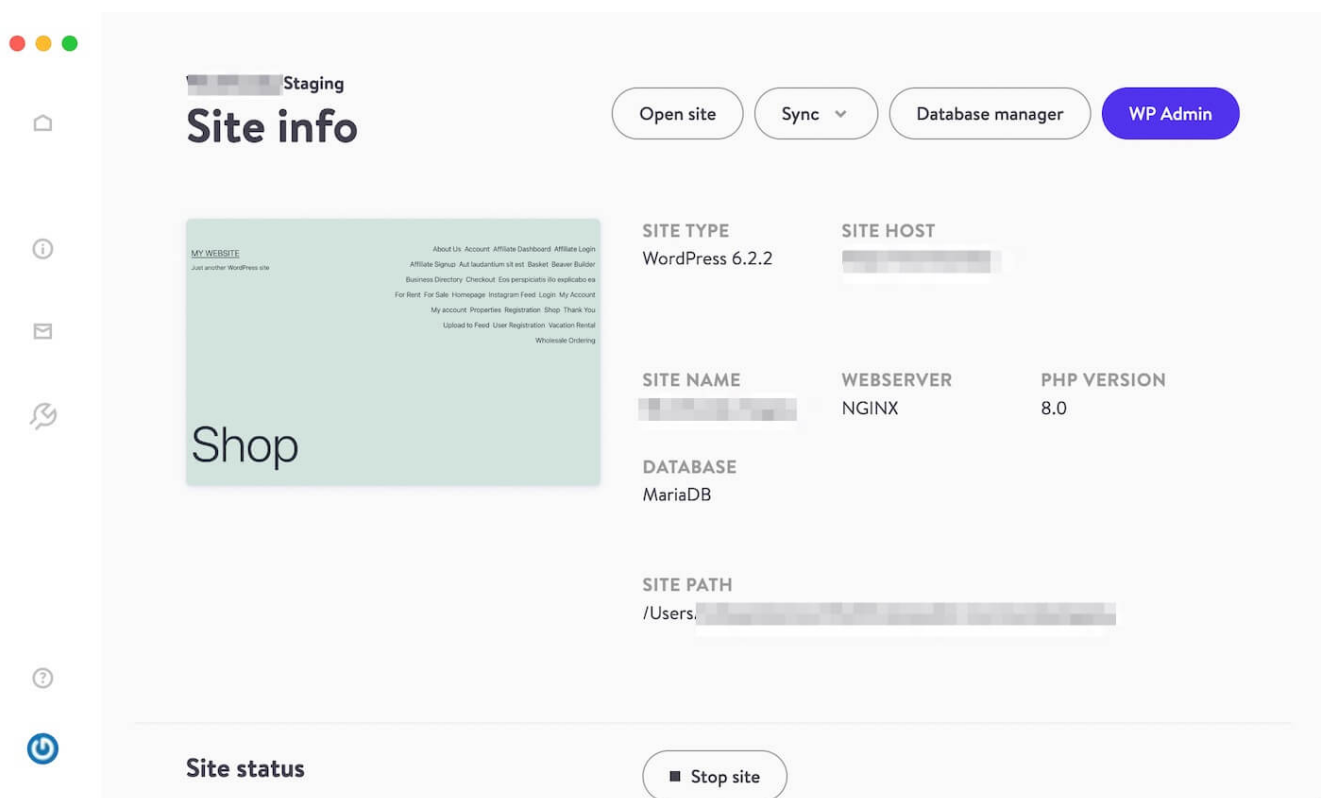 Staging
Site info
Open site
Sync
Database manager
WP Admin
MY WEBSITE
Just another WordPress site
About Us Account Affiliate Dashboard Affiliate Login
Affiliate Signup Aut laudantium sit est Basket Beaver Builder
Business Directory Checkout Eos perspiciatis illo explicabo ea
For Rent For Sale Homepage Instagram Feed Login My Account
My account Properties Registration Shop Thank You
Upload to Feed User Registration Vacation Rental
Wholesale Ordering
Shop
SITE TYPE
WordPress 6.2.2
SITE HOST
SITE NAME
WEBSERVER
NGINX
PHP VERSION
8.0
DATABASE
MariaDB
SITE PATH
/Users/
Site status
Stop site